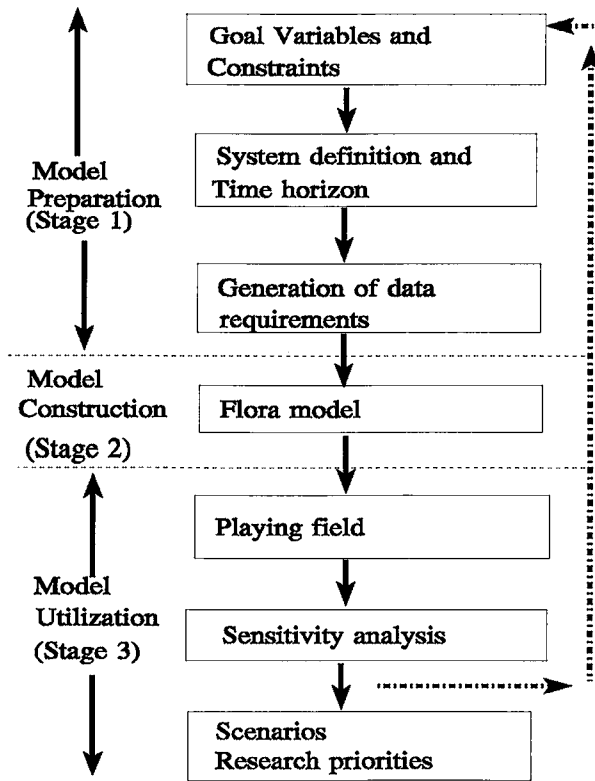 Goal Variables and
Constraints
System definition and
Time horizon
Model
Preparation
(Stage 1)
Generation of data
requirements
Model
Construction
(Stage 2)
Flora model
Playing field
Model
Utilization
(Stage 3)
Sensitivity analysis
Scenarios
Research priorities